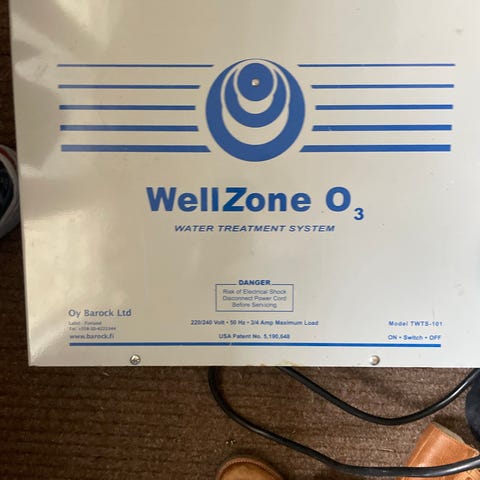 WellZone O3
WATER TREATMENT SYSTEM
DANGER
Risk of Electrical Shock
Disconnect Power Cord
Before Servicing
Oy Barock Ltd
Lahti - Finland
www.barock.fi
220/240 Volt • 50 Hz • 3/4 Amp Maximum Load
USA Patent No. 5,190,648
Model TWTS-101
ON • Switch • OFF